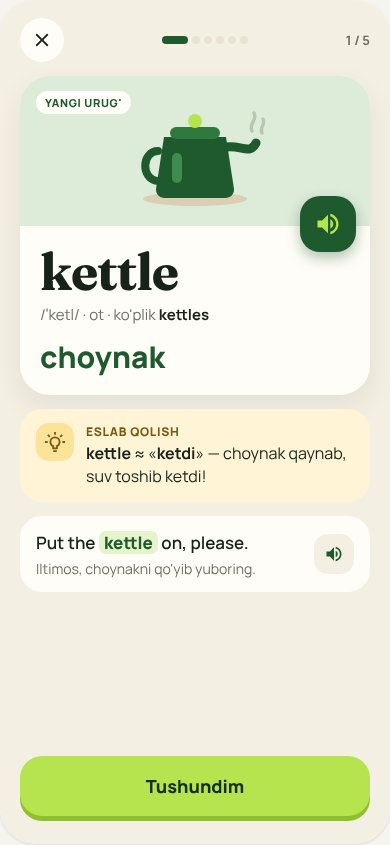 1 / 5
YANGI URUGʻ
kettle
/ˈketl/ · ot · ko'plik kettles
choynak
ESLAB QOLISH
kettle ≈ «ketdi» — choynak qaynab,
suv toshib ketdi!
Put the kettle on, please.
Iltimos, choynakni qo'yib yuboring.
Tushundim